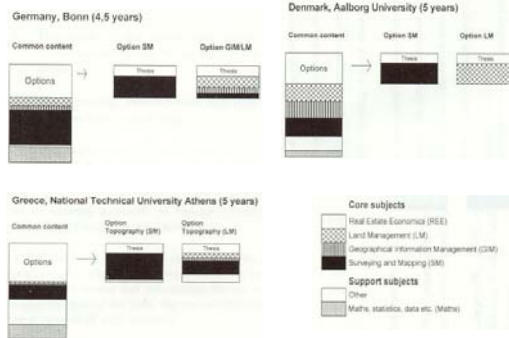 Germany, Bonn (4,5 years)
Common content
Option SM
Option GIM/LM
Options
Thesis
Thesis
Denmark, Aalborg University (5 years)
Common content
Option SM
Option LM
Options
Thesis
Thesis
Greece, National Technical University Athens (5 years)
Common content
Option
Topography (SM)
Option
Topography (LM)
Options
Thesis
Thesis
Core subjects
Real Estate Economics (REE)
Land Management (LM)
Geographical Information Management (GIM)
Surveying and Mapping (SM)
Support subjects
Other
Maths, statistics, data etc. (Maths)